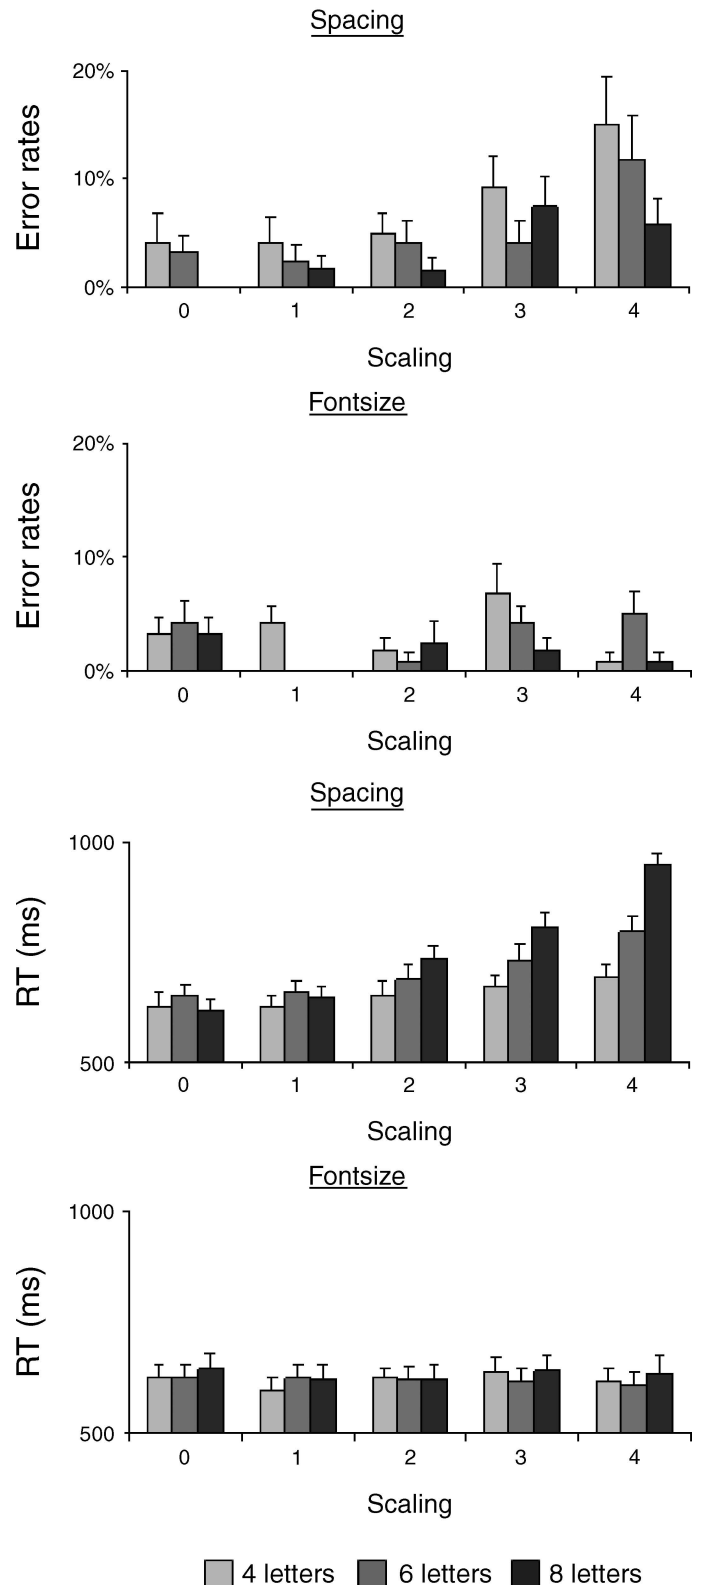 Spacing
20%
10%
0%
Error rates
0 1 2 3 4
Scaling
Fontsize
20%
10%
0%
Error rates
0 1 2 3 4
Scaling
Spacing
1000
500
RT (ms)
0 1 2 3 4
Scaling
Fontsize
1000
500
RT (ms)
0 1 2 3 4
Scaling
4 letters 6 letters 8 letters